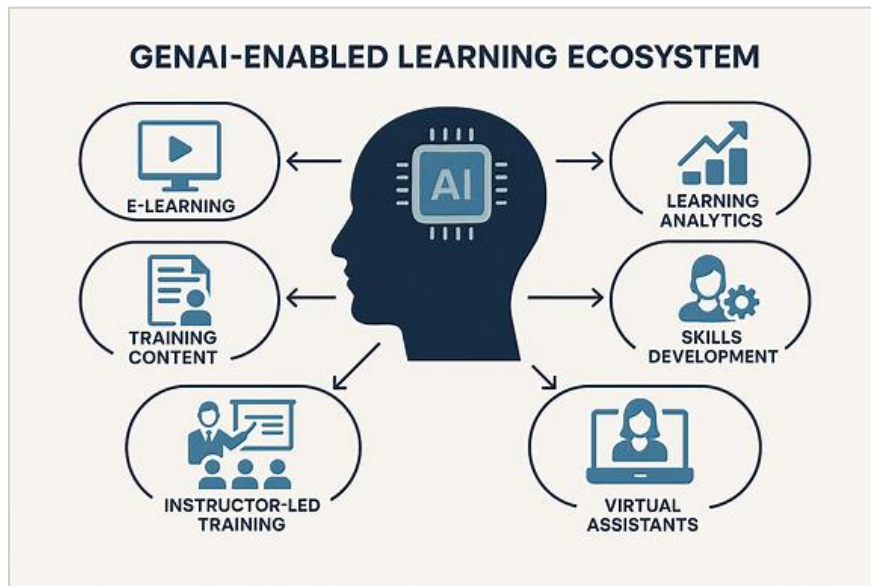 GENAI-ENABLED LEARNING ECOSYSTEM
E-LEARNING
AI
LEARNING
ANALYTICS
TRAINING
CONTENT
SKILLS
DEVELOPMENT
INSTRUCTOR-LED
TRAINING
VIRTUAL
ASSISTANTS